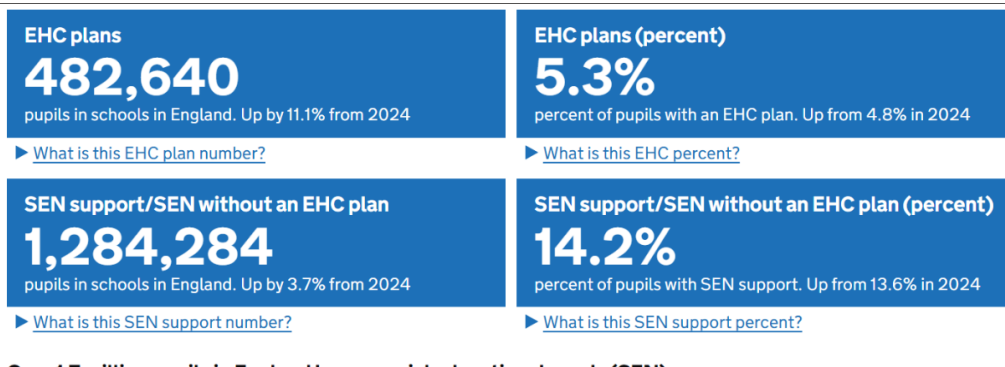 EHC plans
482,640
pupils in schools in England. Up by 11.1% from 2024
What is this EHC plan number?
EHC plans (percent)
5.3%
percent of pupils with an EHC plan. Up from 4.8% in 2024
What is this EHC percent?
SEN support/SEN without an EHC plan
1,284,284
pupils in schools in England. Up by 3.7% from 2024
What is this SEN support number?
SEN support/SEN without an EHC plan (percent)
14.2%
percent of pupils with SEN support. Up from 13.6% in 2024
What is this SEN support percent?